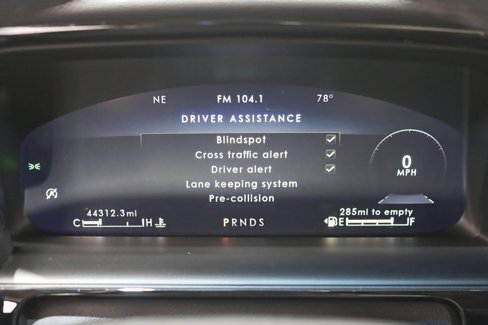 NE FM 104.1 78°
DRIVER ASSISTANCE
Blindspot
Cross traffic alert
Driver alert
Lane keeping system
Pre-collision
0
MPH
44312.3mi
285mi to empty
C H
PRNDS
E F